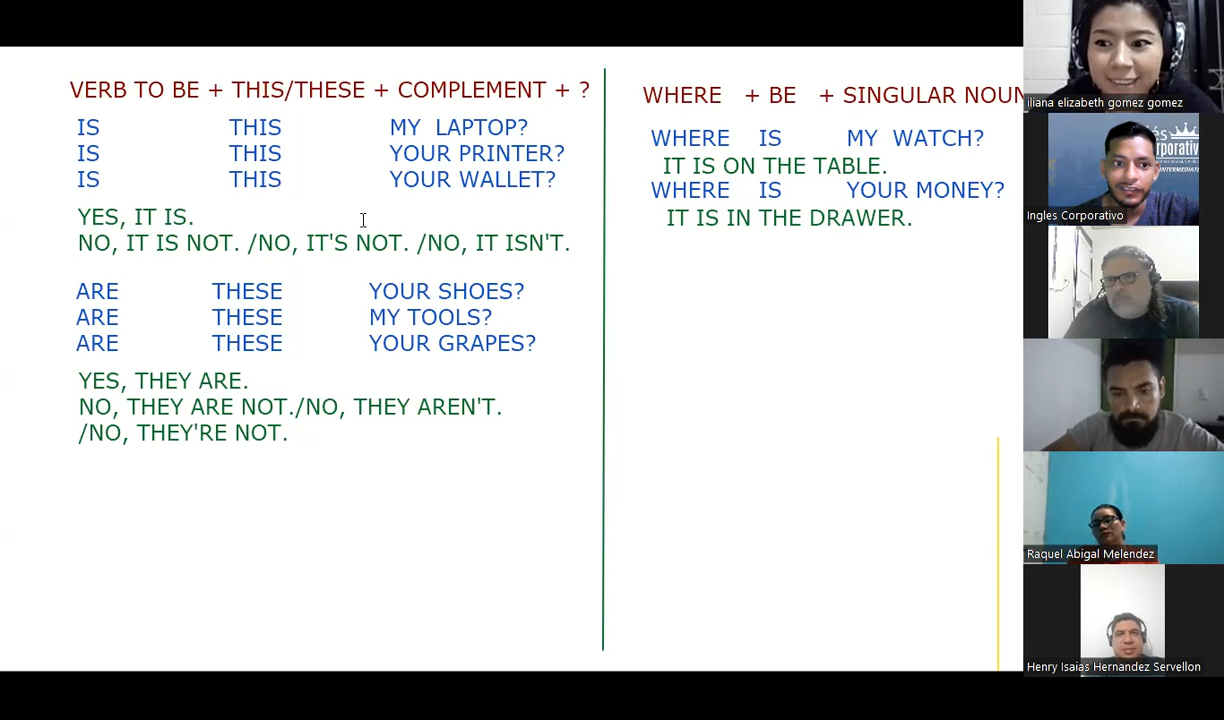 VERB TO BE + THIS/THESE + COMPLEMENT + ?
IS THIS MY LAPTOP?
IS THIS YOUR PRINTER?
IS THIS YOUR WALLET?
YES, IT IS.
NO, IT IS NOT. /NO, IT'S NOT. /NO, IT ISN'T.
ARE THESE YOUR SHOES?
ARE THESE MY TOOLS?
ARE THESE YOUR GRAPES?
YES, THEY ARE.
NO, THEY ARE NOT./NO, THEY AREN'T.
/NO, THEY'RE NOT.
WHERE + BE + SINGULAR NOUN
WHERE IS MY WATCH?
IT IS ON THE TABLE.
WHERE IS YOUR MONEY?
IT IS IN THE DRAWER.
iliana elizabeth gomez gomez
Ingles Corporativo
Raquel Abigal Melendez
Henry Isaias Hernandez Servellon